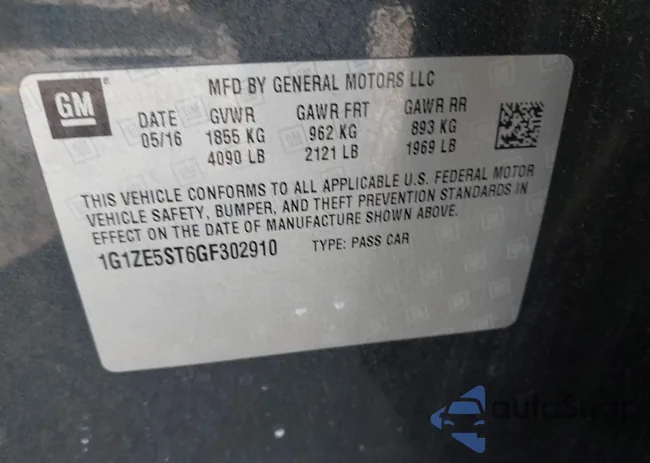 GM
MFD BY GENERAL MOTORS LLC
DATE GVWR GAWR FRT GAWR RR
05/16 1855 KG 962 KG 893 KG
4090 LB 2121 LB 1969 LB
THIS VEHICLE CONFORMS TO ALL APPLICABLE U.S. FEDERAL MOTOR
VEHICLE SAFETY, BUMPER, AND THEFT PREVENTION STANDARDS IN
EFFECT ON THE DATE OF MANUFACTURE SHOWN ABOVE.
1G1ZE5ST6GF302910 TYPE: PASS CAR
autoSnap